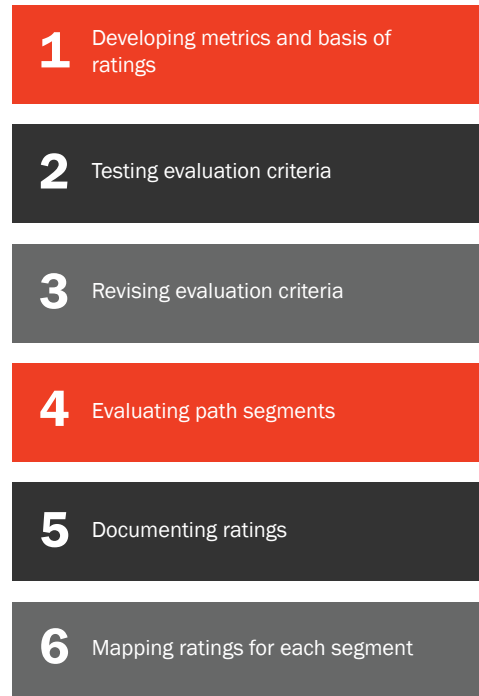 1
Developing metrics and basis of
ratings
2
Testing evaluation criteria
3
Revising evaluation criteria
4
Evaluating path segments
5
Documenting ratings
6
Mapping ratings for each segment